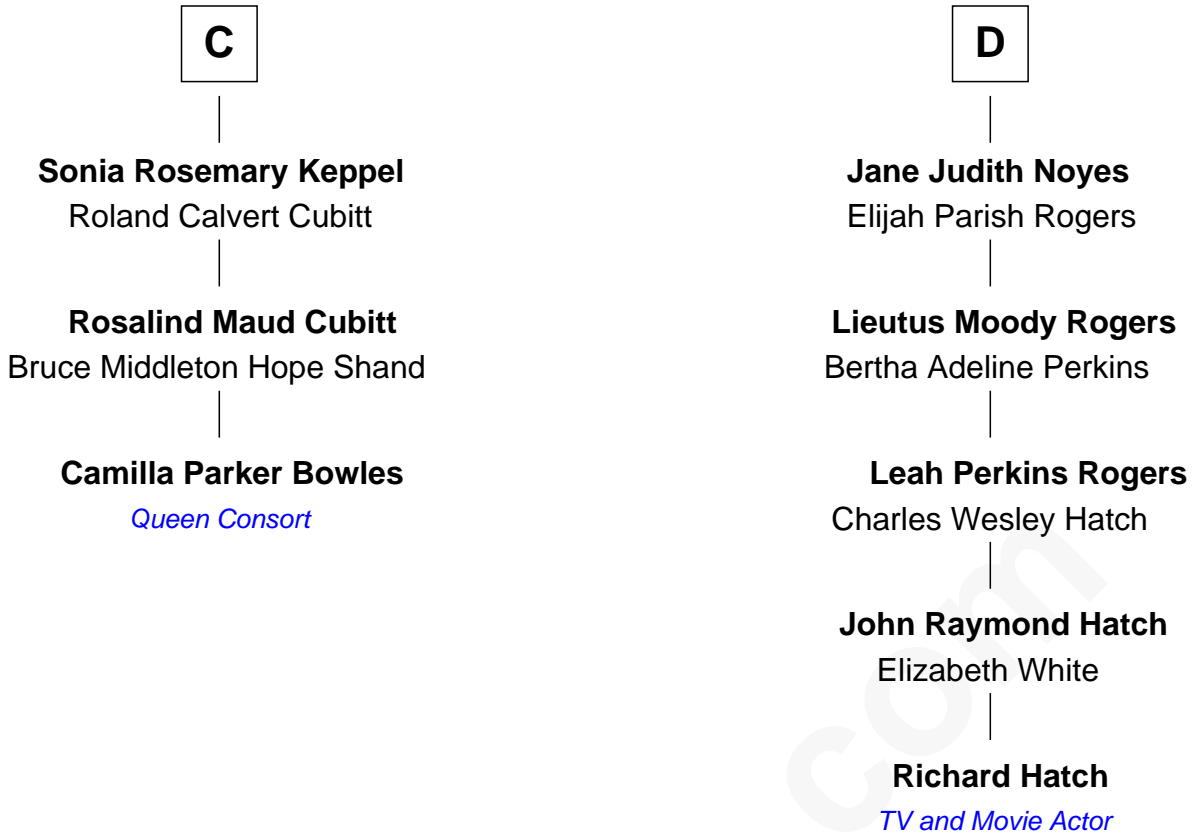 C
Sonia Rosemary Keppel
Roland Calvert Cubitt
Rosalind Maud Cubitt
Bruce Middleton Hope Shand
Camilla Parker Bowles
Queen Consort
D
Jane Judith Noyes
Elijah Parish Rogers
Lieutus Moody Rogers
Bertha Adeline Perkins
Leah Perkins Rogers
Charles Wesley Hatch
John Raymond Hatch
Elizabeth White
Richard Hatch
TV and Movie Actor
com